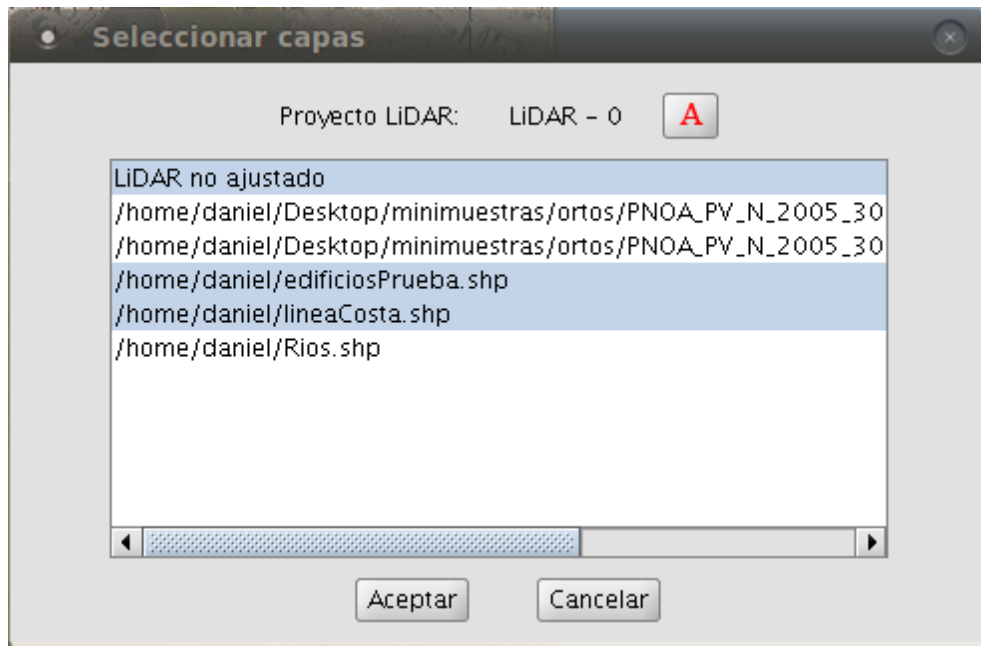 Seleccionar capas
Proyecto LiDAR: LiDAR – 0 A
LiDAR no ajustado
/home/daniel/Desktop/minimuestras/ortos/PNOA_PV_N_2005_30
/home/daniel/Desktop/minimuestras/ortos/PNOA_PV_N_2005_30
/home/daniel/edificiosPrueba.shp
/home/daniel/lineaCosta.shp
/home/daniel/Rios.shp
Aceptar Cancelar